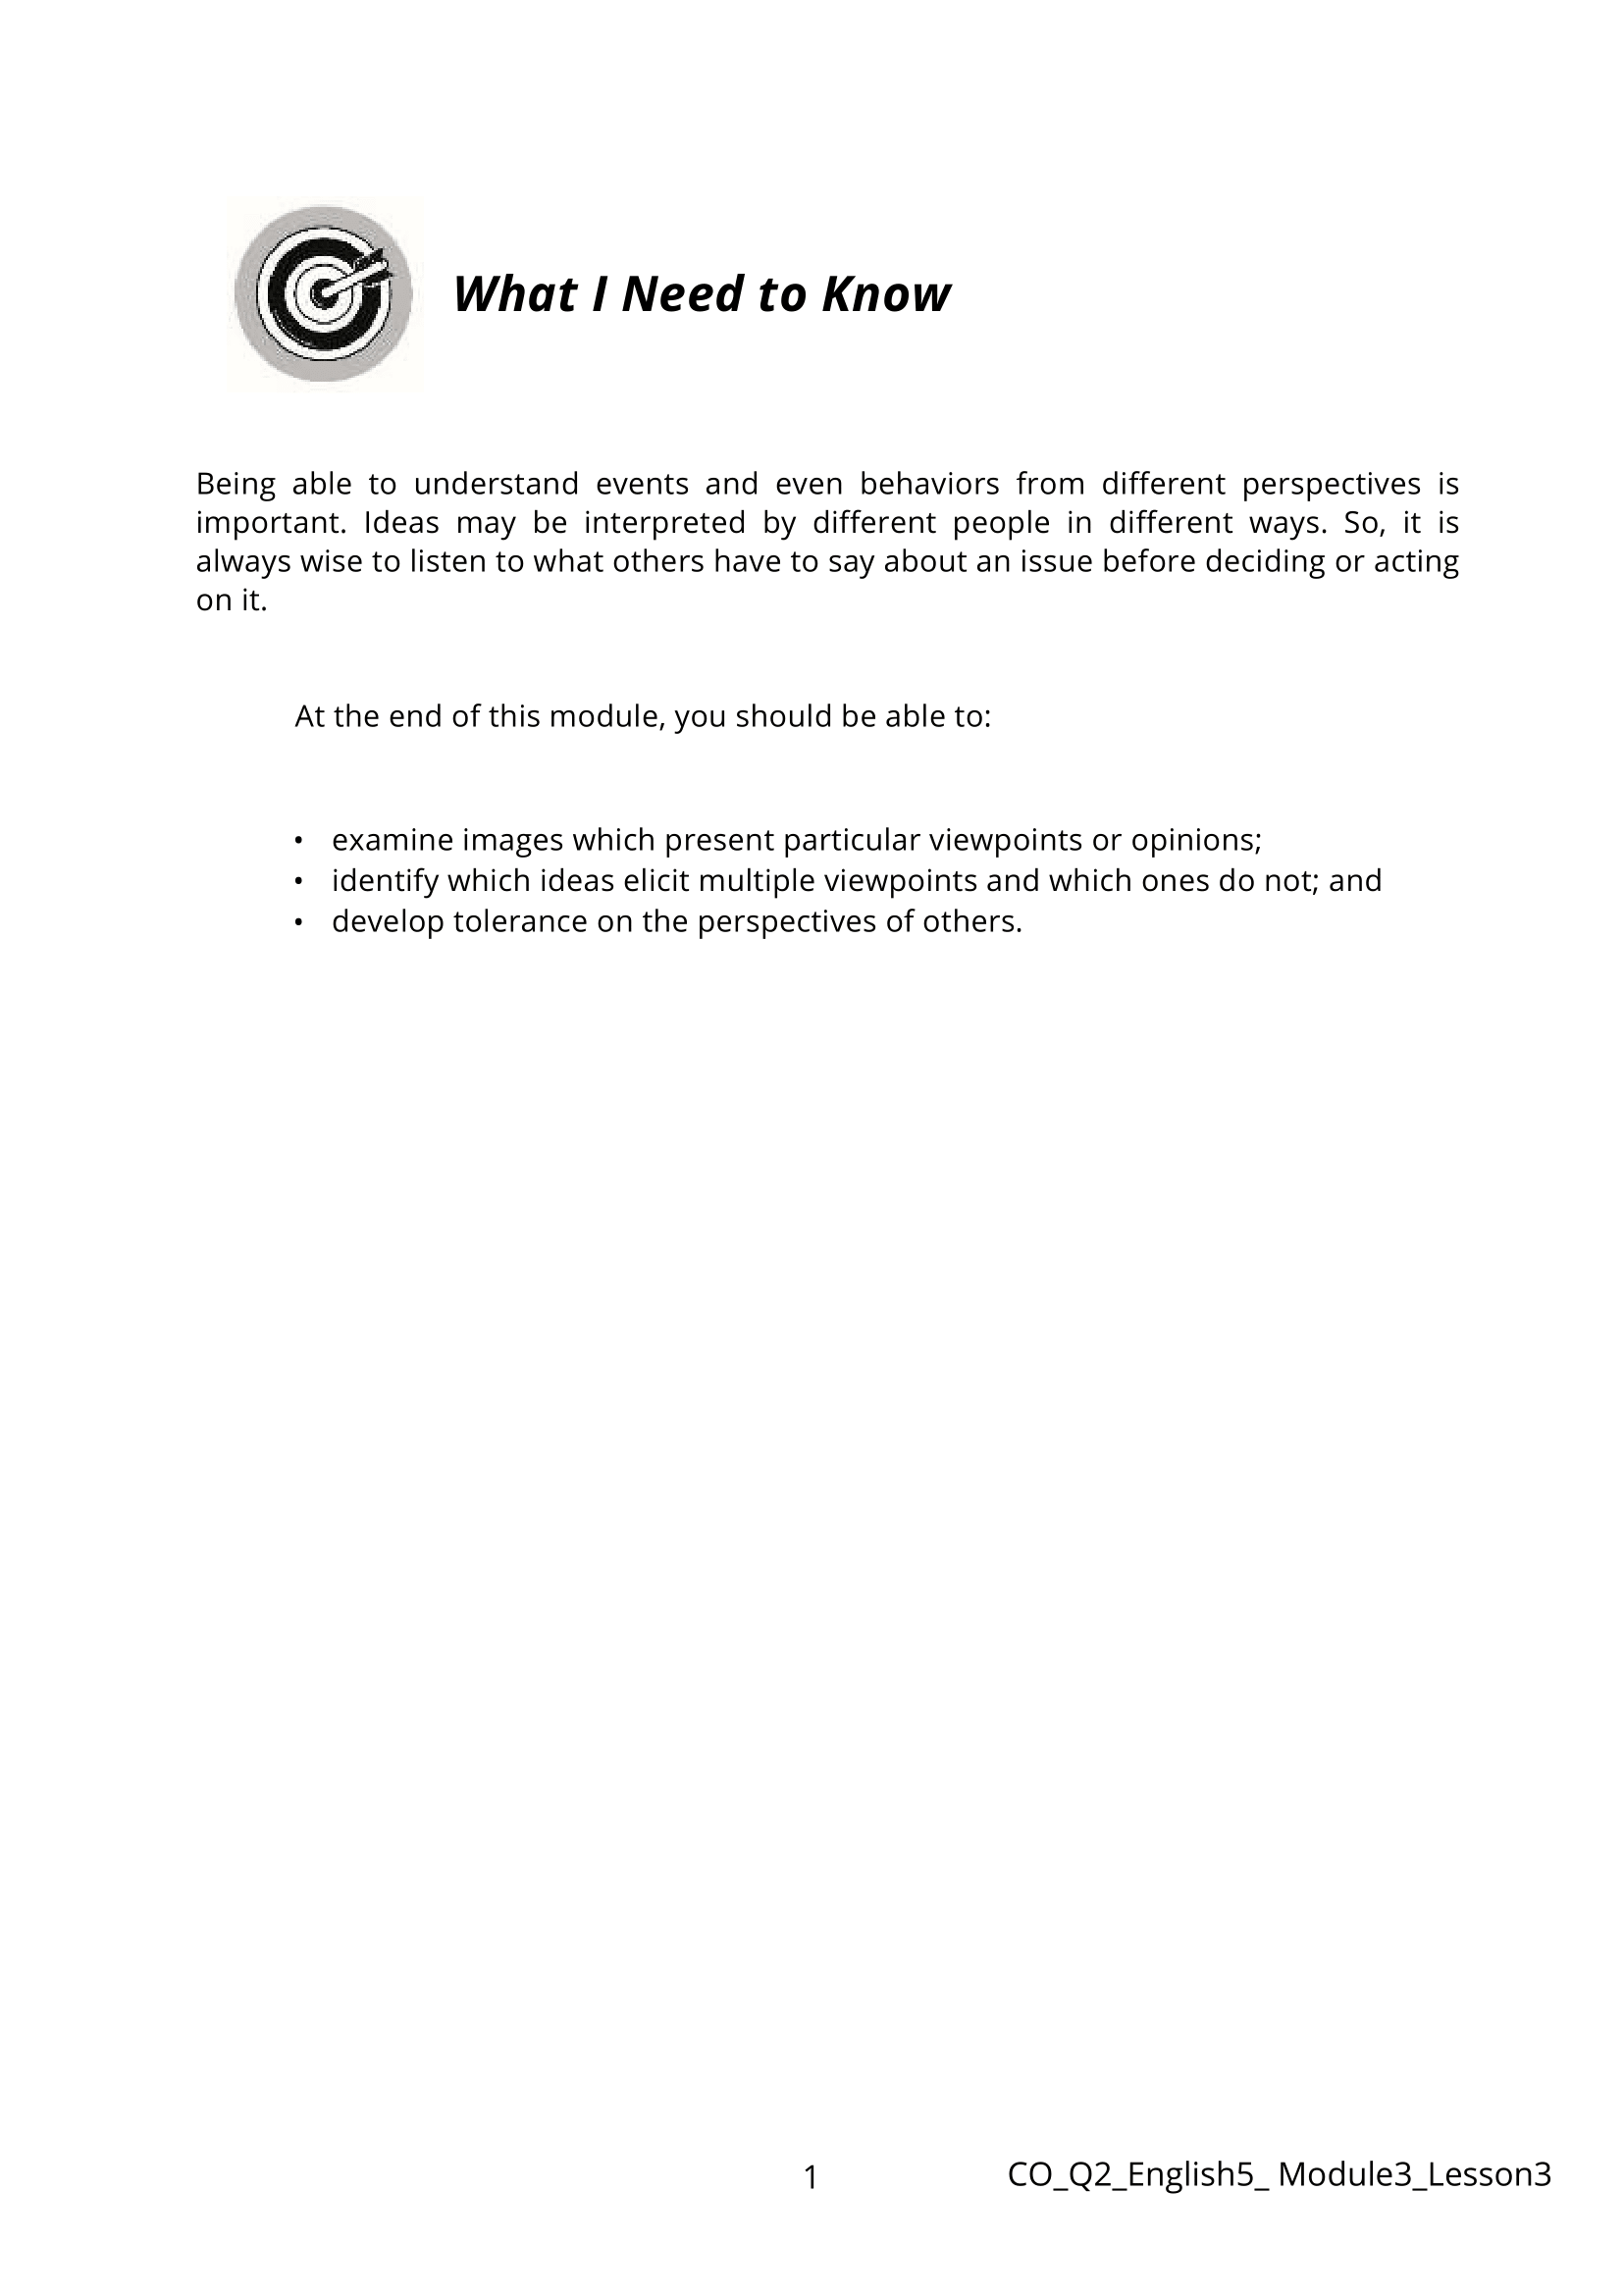 What I Need to Know
Being able to understand events and even behaviors from different perspectives is
important. Ideas may be interpreted by different people in different ways. So, it is
always wise to listen to what others have to say about an issue before deciding or acting
on it.
At the end of this module, you should be able to:
• examine images which present particular viewpoints or opinions;
• identify which ideas elicit multiple viewpoints and which ones do not; and
• develop tolerance on the perspectives of others.
1 CO_Q2_English5_ Module3_Lesson3